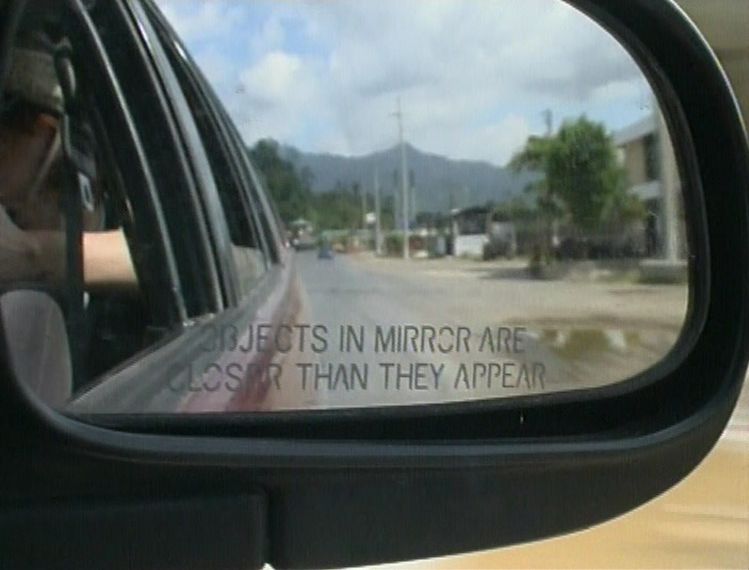 OBJECTS IN MIRROR ARE
CLOSER THAN THEY APPEAR